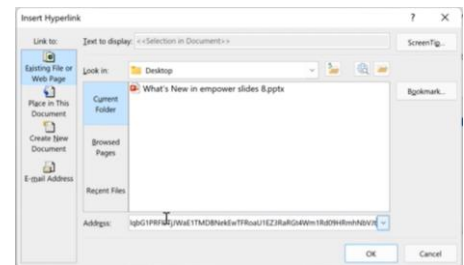 Insert Hyperlink
? ×
Link to:
Text to display: <<Selection in Document>>
ScreenTip...
Existing File or
Web Page
Look in: Desktop
What's New in empower slides 8.pptx
Bookmark...
Current
Folder
Place in This
Document
Browsed
Pages
Create New
Document
Recent Files
E-mail Address
Address:
OK
Cancel